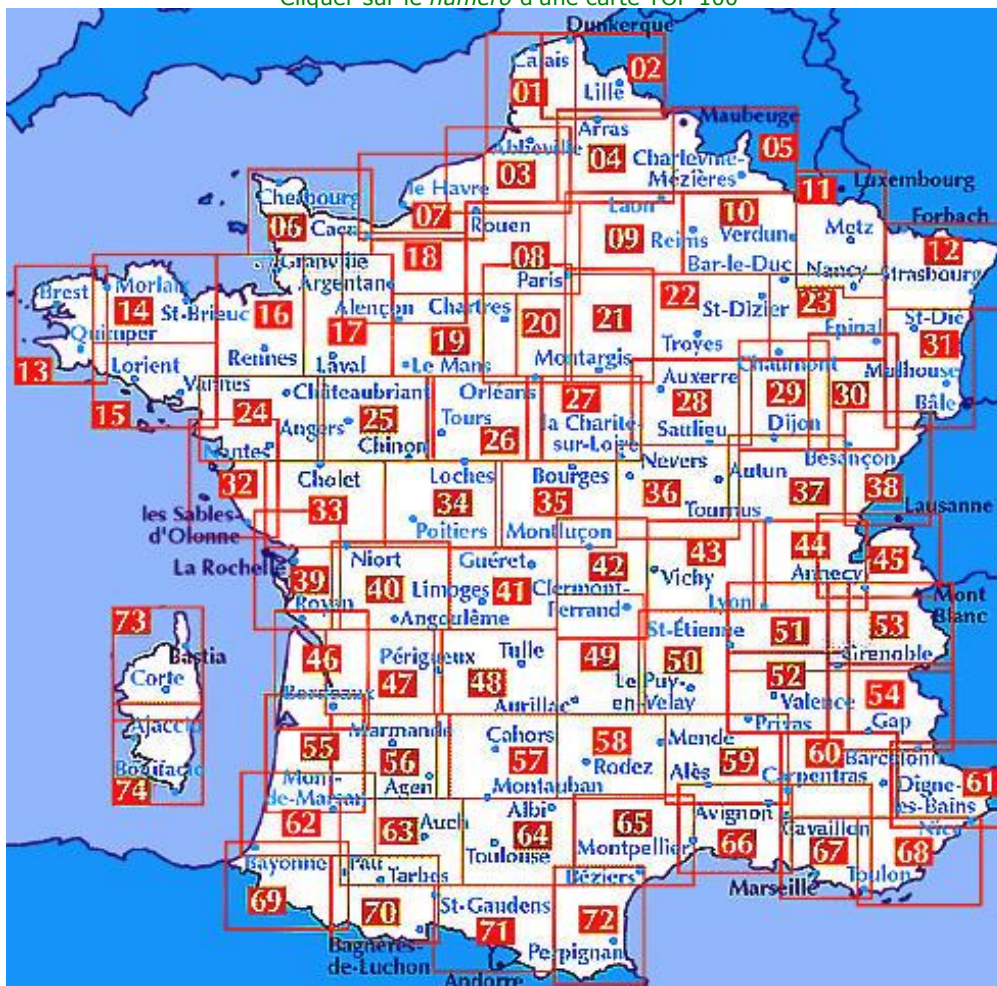 Cliquer sur le numéro d'une carte TOP 100
Dunkerque
Calais
02
01
Lille
Maubeuge
Arras
Abbeville
04
05
03
Charleville-
Mézières
11
Luxembourg
Cherbourg
le Havre
07
Rouen
Laon
10
Forbach
06
Caen
09
Reims
Verdun
Metz
12
18
08
Granville
Paris
Bar-le-Duc
Nancy
Strasbourg
Argentan
Brest
Morlaix
14
St-Brieuc
16
Alençon
Chartres
22
St-Dizier
23
17
20
21
Epinal
St-Dié
Quimper
19
Troyes
31
13
Lorient
Rennes
Laval
Le Mans
Montargis
Chaumont
Mulhouse
Vannes
Châteaubriant
Orléans
Auxerre
29
30
15
24
25
27
28
Bâle
Angers
Tours
la Charité-
sur-Loire
Saulieu
Dijon
Nantes
Chinon
26
Besançon
32
Cholet
Loches
Bourges
Nevers
Autun
33
34
35
36
37
38
les Sables-
d'Olonne
Poitiers
Montluçon
Tournus
Lausanne
La Rochelle
Niort
Guéret
42
43
44
45
39
40
Limoges
41
Clermont-
Ferrand
Vichy
Annecy
Royan
Angoulême
Lyon
Mont
Blanc
73
St-Étienne
51
53
Bastia
46
Périgueux
Tulle
49
50
Grenoble
Corte
47
48
Le Puy-
en-Velay
52
Valence
54
Bordeaux
Aurillac
Privas
Gap
Ajaccio
55
Marmande
Cahors
58
Mende
60
56
57
Rodez
59
Barcelonn
Bonifacio
Mont-
de-Marsan
Agen
Montauban
Alès
Carpentras
Digne-
les-Bains
61
74
62
63
Auch
Albi
65
Avignon
Cavaillon
Nice
64
Toulouse
Montpellier
66
67
68
Bayonne
Pau
Tarbes
Béziers
Marseille
Toulon
69
70
St-Gaudens
71
72
Bagnères-
de-Luchon
Perpignan
Andorre